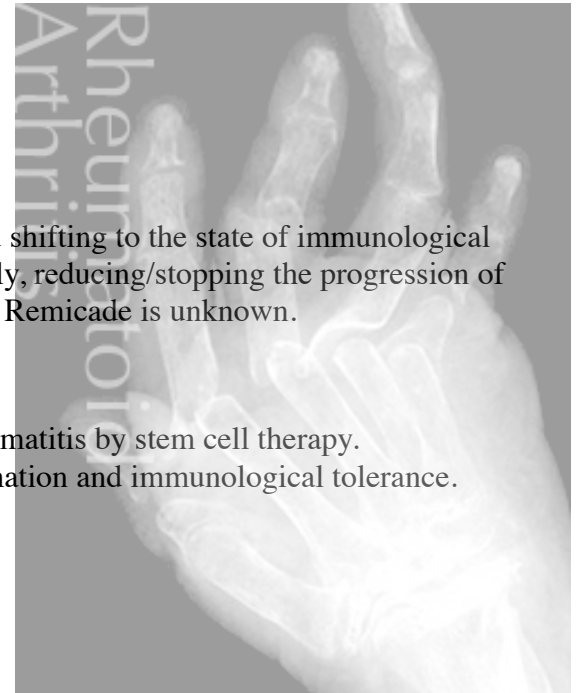 Rheumatoid
Arthritis
shifting to the state of immunological
ly, reducing/stopping the progression of
Remicade is unknown.
matitis by stem cell therapy.
nation and immunological tolerance.